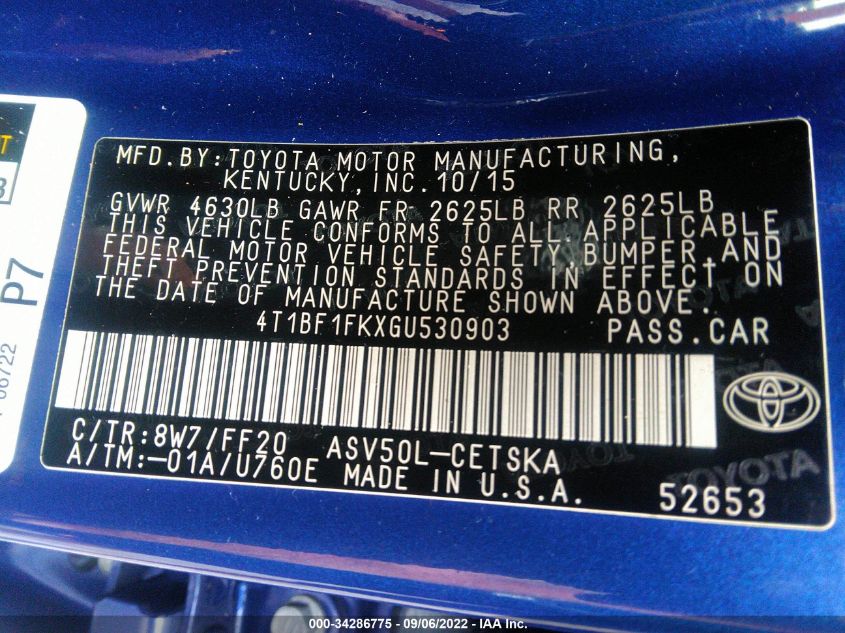 MFD.BY:TOYOTA MOTOR MANUFACTURING,
KENTUCKY,INC.10/15
GVWR 4630LB GAWR FR 2625LB RR 2625LB
THIS VEHICLE CONFORMS TO ALL APPLICABLE
FEDERAL MOTOR VEHICLE SAFETY,BUMPER,AND
THEFT PREVENTION STANDARDS IN EFFECT ON
THE DATE OF MANUFACTURE SHOWN ABOVE.
4T1BF1FKXGU530903 PASS.CAR
C/TR:8W7/FF20 ASV50L-CETSKA
A/TM:-01A/U760E MADE IN U.S.A. 52653
TOYOTA
P7
06/22
000-34286775 - 09/06/2022 - IAA Inc.